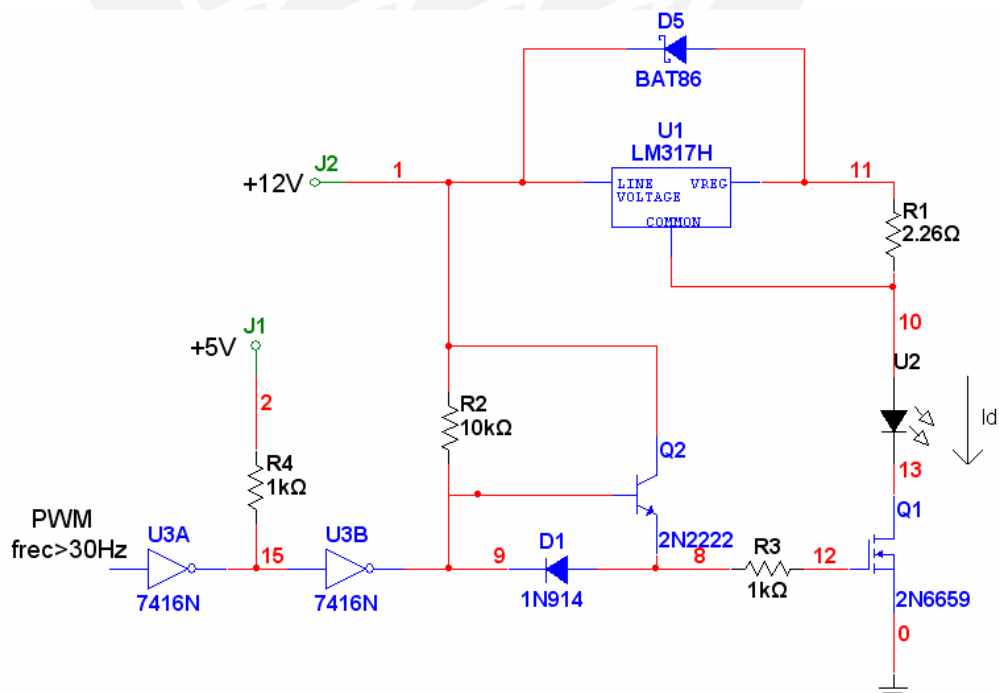 D5
BAT86
U1
LM317H
J2
1
11
+12V
LINE VREG
VOLTAGE
COMMON
R1
2.26Ω
10
J1
+5V
U2
2
R2
10kΩ
Id
R4
1kΩ
Q2
13
Q1
PWM
frec>30Hz
U3A
15
U3B
9
D1
2N2222
8
R3
12
7416N
7416N
1N914
1kΩ
2N6659
0